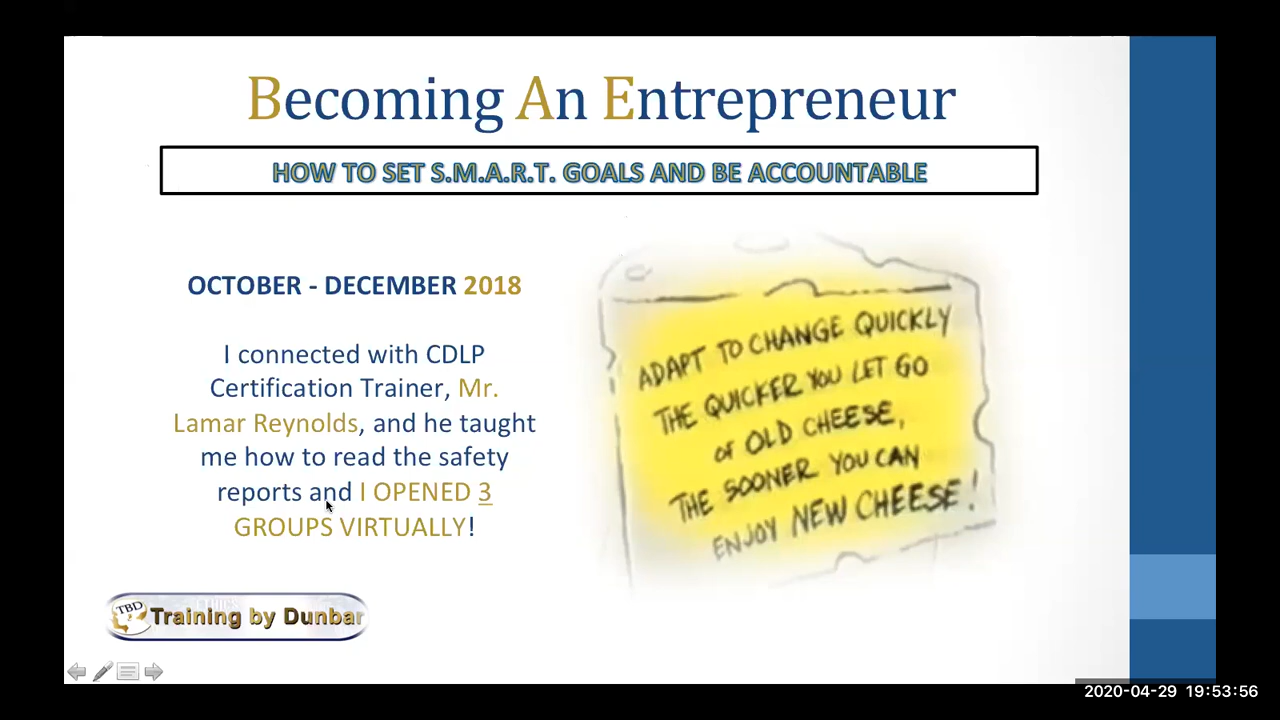 Becoming An Entrepreneur
HOW TO SET S.M.A.R.T. GOALS AND BE ACCOUNTABLE
OCTOBER - DECEMBER 2018
I connected with CDLP
Certification Trainer, Mr.
Lamar Reynolds, and he taught
me how to read the safety
reports and I OPENED 3
GROUPS VIRTUALLY!
ADAPT TO CHANGE QUICKLY
THE QUICKER YOU LET GO
OF OLD CHEESE,
THE SOONER YOU CAN
ENJOY NEW CHEESE!
TBD
Training by Dunbar
2020-04-29 19:53:56